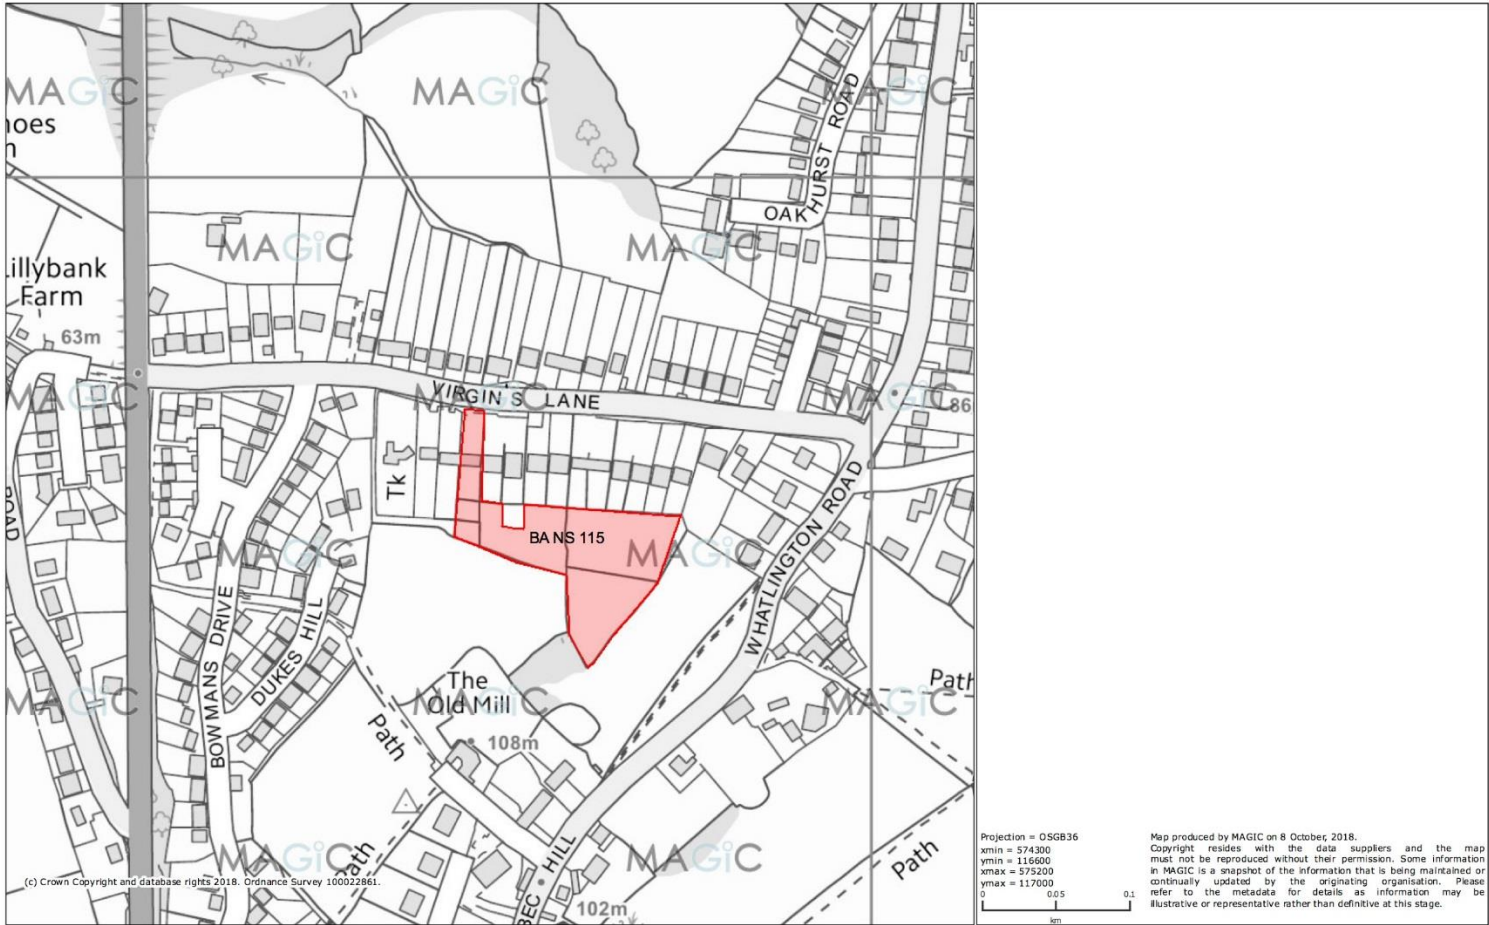 MAGiC
MAGiC
MAGiC
hoes
n
OAKHURST ROAD
MAGiC
MAGiC
Lillybank
Farm
63m
VIRGIN'S LANE
MAGiC
MAGiC
MAGiC
86
Tk
ROAD
BANS 115
MAGiC
MAGiC
WHATLINGTON ROAD
BOWMANS DRIVE
DUKES HILL
The
Old Mill
108m
Path
Path
MAGiC
MAGiC
MAGiC
Path
Path
MAGiC
MAGiC
BEC HILL
102m
(c) Crown Copyright and database rights 2018. Ordnance Survey 100022861.
Projection = OSGB36
xmin = 574300
ymin = 116600
xmax = 575200
ymax = 117000
0 0.05 0.1
km
Map produced by MAGIC on 8 October, 2018.
Copyright resides with the data suppliers and the map
must not be reproduced without their permission. Some information
in MAGIC is a snapshot of the information that is being maintained or
continually updated by the originating organisation. Please
refer to the metadata for details as information may be
illustrative or representative rather than definitive at this stage.